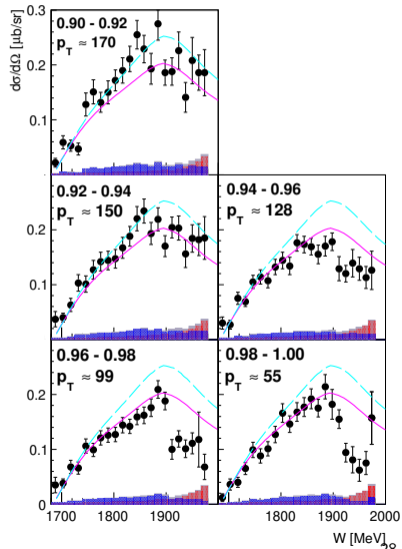 dσ/dΩ [μb/sr]
0.3
0.2
0.1
0.90 - 0.92
p_T ≈ 170
0.92 - 0.94
p_T ≈ 150
0.94 - 0.96
p_T ≈ 128
0.2
0.1
0.96 - 0.98
p_T ≈ 99
0.98 - 1.00
p_T ≈ 55
0.2
0.1
0
1700 1800 1900 1800 1900 2000
W [MeV]
28